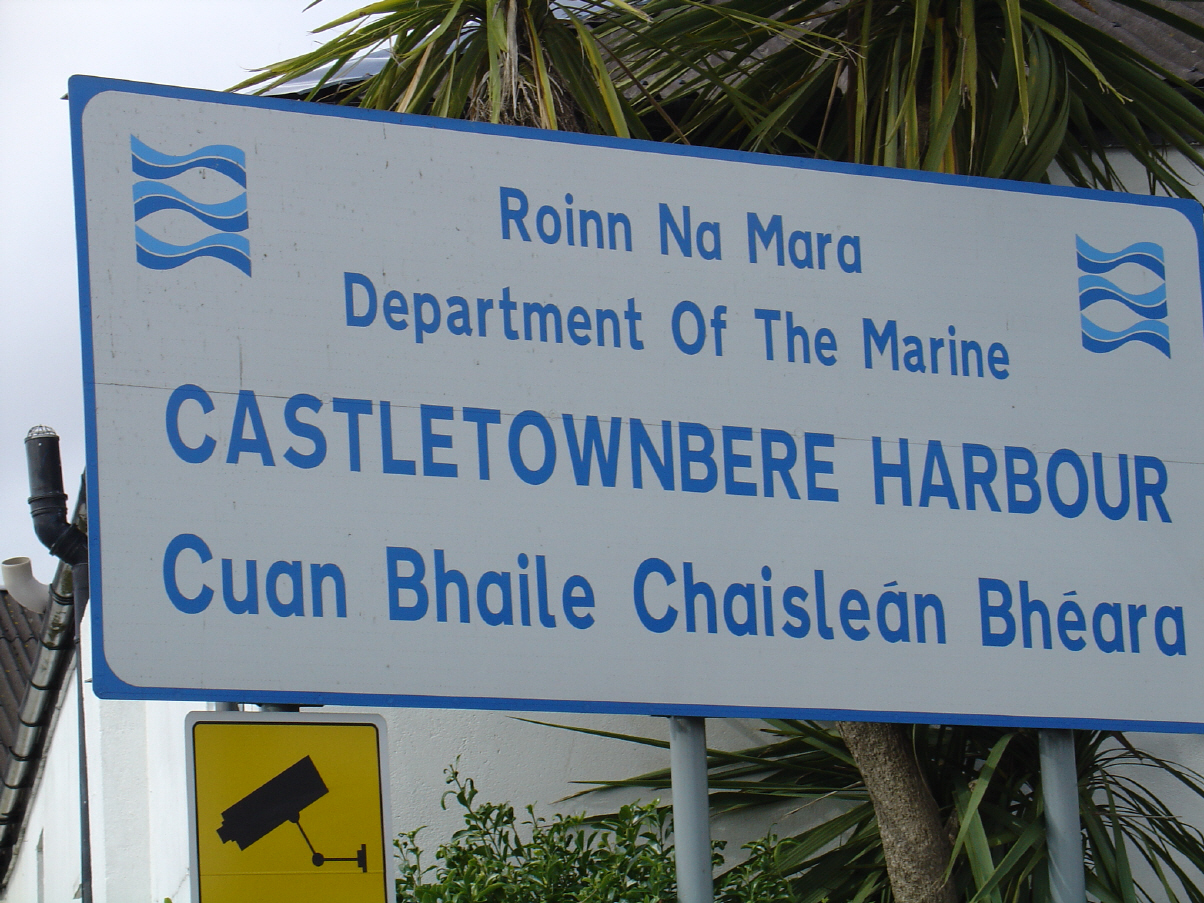 Roinn Na Mara
Department Of The Marine
CASTLETOWNBERE HARBOUR
Cuan Bhaile Chaisleán Bhéara